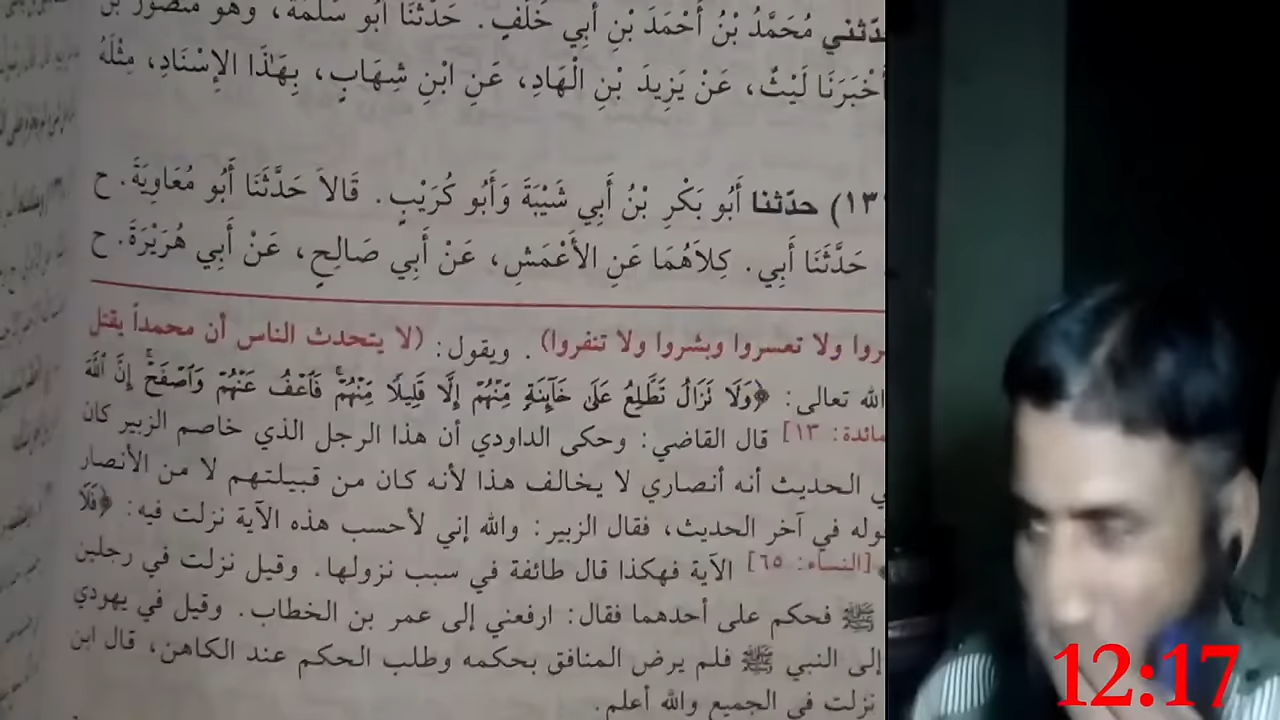 حدّثني مُحَمَّدُ بْنُ أَحْمَدَ بْنِ أَبِي خَلَفٍ. حَدَّثَنَا أَبُو سَلَمَةَ، وَهُوَ مَنْصُورُ بْنُ
أَخْبَرَنَا لَيْثٌ، عَنْ يَزِيدَ بْنِ الْهَادِ، عَنِ ابْنِ شِهَابٍ، بِهَذَا الإِسْنَادِ، مِثْلَهُ
حدّثنا أَبُو بَكْرِ بْنُ أَبِي شَيْبَةَ وَأَبُو كُرَيْبٍ. قَالاَ حَدَّثَنَا أَبُو مُعَاوِيَةَ. ح
حَدَّثَنَا أَبِي. كِلاَهُمَا عَنِ الأَعْمَشِ، عَنْ أَبِي صَالِحٍ، عَنْ أَبِي هُرَيْرَةَ. ح
ولا تعسروا وبشروا ولا تنفروا). ويقول: (لا يتحدث الناس أن محمداً يقتل
الله تعالى: ﴿وَلَا تَزَالُ تَطَّلِعُ عَلَىٰ خَآئِنَةٍ مِّنْهُمْ إِلَّا قَلِيلًا مِّنْهُمْ ۖ فَٱعْفُ عَنْهُمْ وَٱصْفَحْ ۚ إِنَّ ٱللَّهَ
١٣] قال القاضي: وحكى الداودي أن هذا الرجل الذي خاصم الزبير كان
الحديث أنه أنصاري لا يخالف هذا لأنه كان من قبيلتهم لا من الأنصار
في آخر الحديث، فقال الزبير: والله إني لأحسب هذه الآية نزلت فيه: ﴿فَلَا
[النساء: ٦٥] الآية فهكذا قال طائفة في سبب نزولها. وقيل نزلت في رجلين
ﷺ فحكم على أحدهما فقال: ارفعني إلى عمر بن الخطاب. وقيل في يهودي
إلى النبي ﷺ فلم يرض المنافق بحكمه وطلب الحكم عند الكاهن، قال ابن
نزلت في الجميع والله أعلم.
12:17